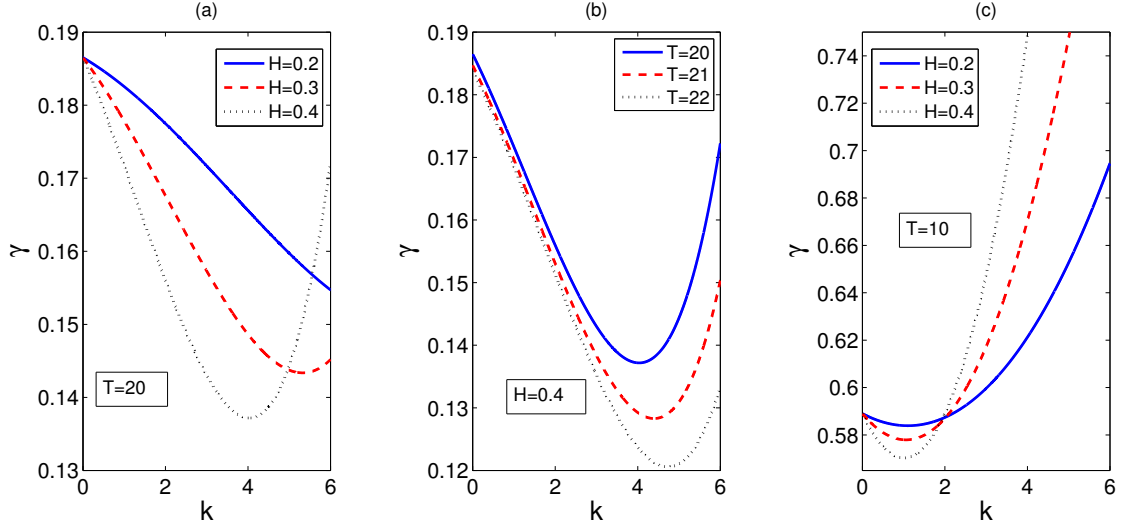 (a)
0.19
0.18
0.17
0.16
0.15
0.14
0.13
γ
0
2
4
6
k
H=0.2
H=0.3
H=0.4
T=20
(b)
0.19
0.18
0.17
0.16
0.15
0.14
0.13
0.12
γ
0
2
4
6
k
T=20
T=21
T=22
H=0.4
(c)
0.74
0.72
0.7
0.68
0.66
0.64
0.62
0.6
0.58
γ
0
2
4
6
k
H=0.2
H=0.3
H=0.4
T=10